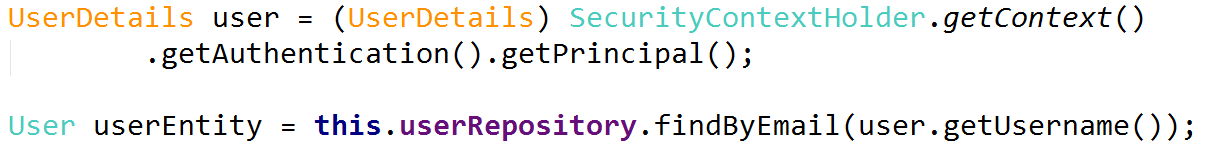 UserDetails user = (UserDetails) SecurityContextHolder.getContext()
.getAuthentication().getPrincipal();
User userEntity = this.userRepository.findByEmail(user.getUsername());